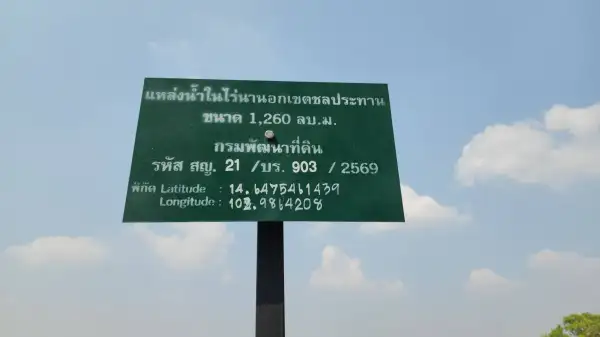 แหล่งน้ำในไร่นานอกเขตชลประทาน
ขนาด 1,260 ลบ.ม.
กรมพัฒนาที่ดิน
รหัส สญ. 21 /บร. 903 / 2569
พิกัด Latitude : 14.6475461439
Longitude : 102.9864208